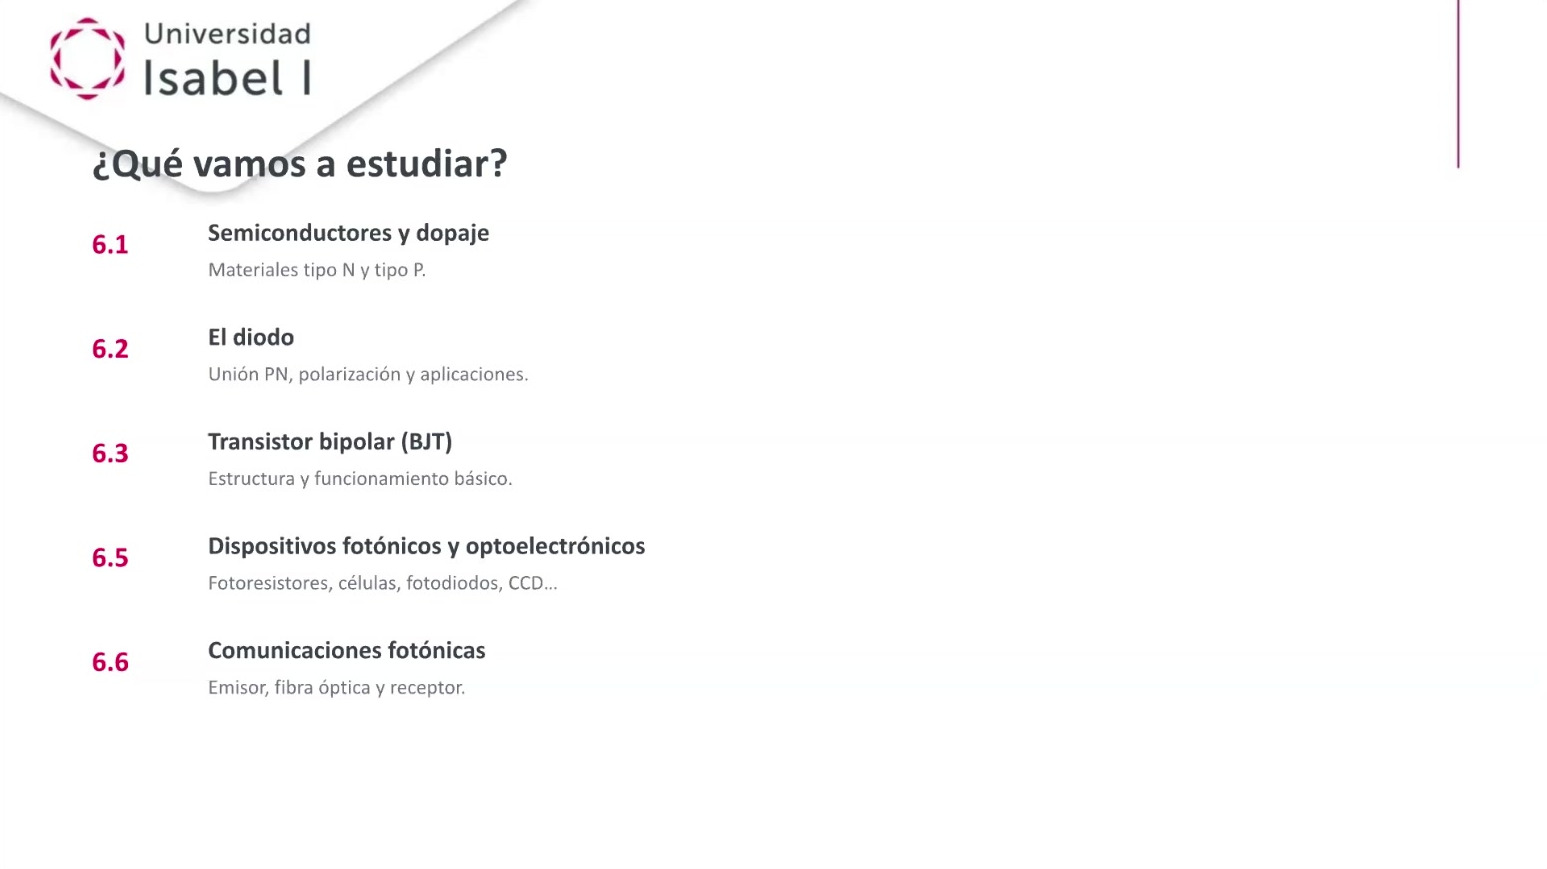 Universidad
Isabel I
¿Qué vamos a estudiar?
6.1
Semiconductores y dopaje
Materiales tipo N y tipo P.
6.2
El diodo
Unión PN, polarización y aplicaciones.
6.3
Transistor bipolar (BJT)
Estructura y funcionamiento básico.
6.5
Dispositivos fotónicos y optoelectrónicos
Fotoresistores, células, fotodiodos, CCD...
6.6
Comunicaciones fotónicas
Emisor, fibra óptica y receptor.